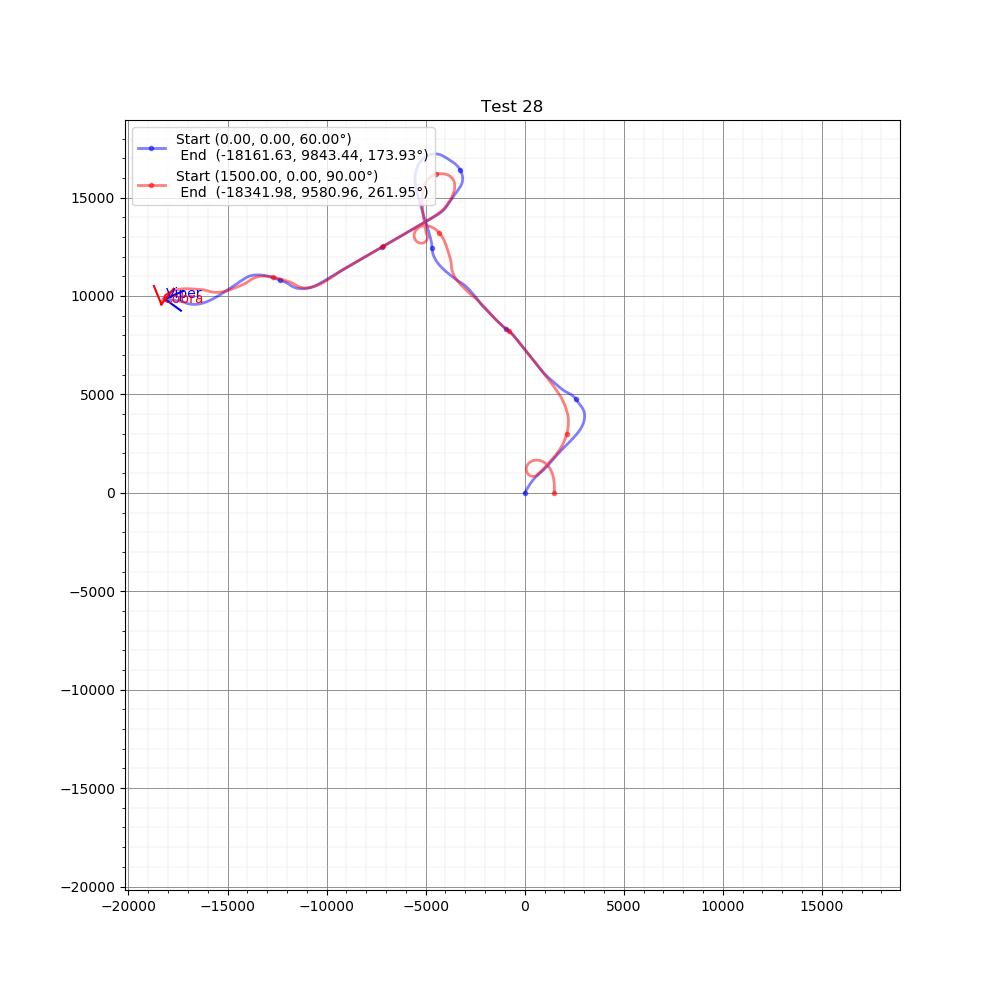 Test 28
Start (0.00, 0.00, 60.00°)
End (-18161.63, 9843.44, 173.93°)
Start (1500.00, 0.00, 90.00°)
End (-18341.98, 9580.96, 261.95°)
15000
10000
Viper
Cobra
5000
0
−5000
−10000
−15000
−20000
−20000 −15000 −10000 −5000 0 5000 10000 15000